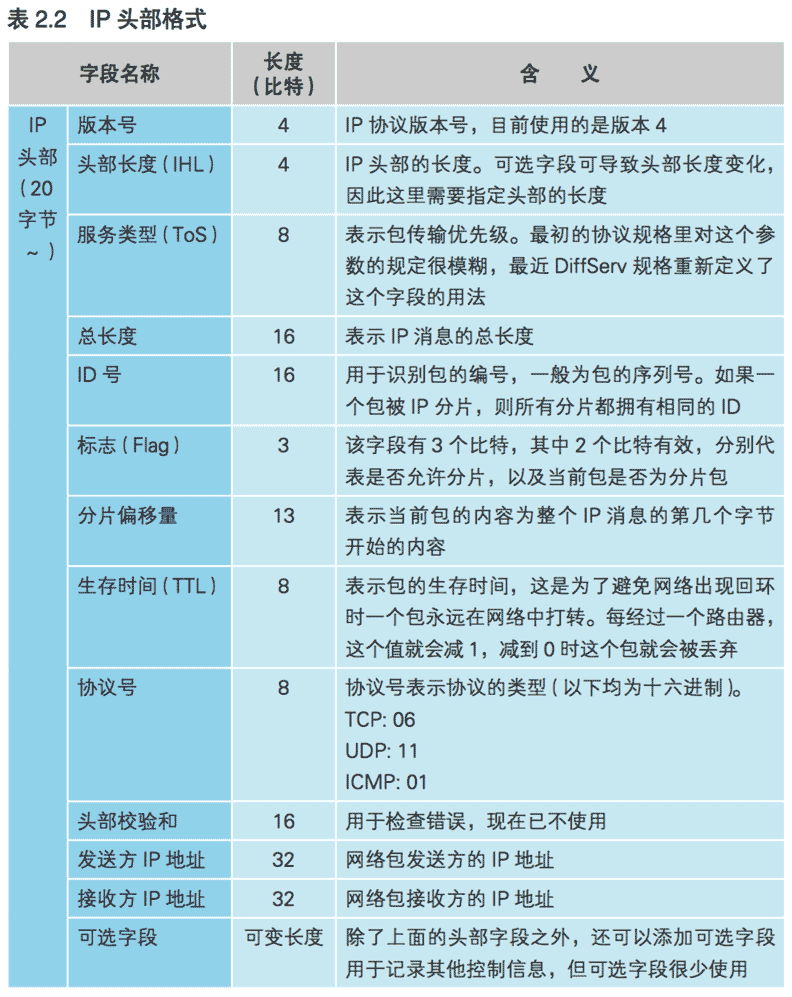 表 2.2 IP 头部格式
字段名称
长度
（比特）
含 义
IP
头部
（20
字节
~ ）
版本号
4
IP 协议版本号，目前使用的是版本 4
头部长度（IHL）
4
IP 头部的长度。可选字段可导致头部长度变化，
因此这里需要指定头部的长度
服务类型（ToS）
8
表示包传输优先级。最初的协议规格里对这个参
数的规定很模糊，最近 DiffServ 规格重新定义了
这个字段的用法
总长度
16
表示 IP 消息的总长度
ID 号
16
用于识别包的编号，一般为包的序列号。如果一
个包被 IP 分片，则所有分片都拥有相同的 ID
标志（Flag）
3
该字段有 3 个比特，其中 2 个比特有效，分别代
表是否允许分片，以及当前包是否为分片包
分片偏移量
13
表示当前包的内容为整个 IP 消息的第几个字节
开始的内容
生存时间（TTL）
8
表示包的生存时间，这是为了避免网络出现回环
时一个包永远在网络中打转。每经过一个路由器，
这个值就会减 1，减到 0 时这个包就会被丢弃
协议号
8
协议号表示协议的类型（以下均为十六进制）。
TCP: 06
UDP: 11
ICMP: 01
头部校验和
16
用于检查错误，现在已不使用
发送方 IP 地址
32
网络包发送方的 IP 地址
接收方 IP 地址
32
网络包接收方的 IP 地址
可选字段
可变长度
除了上面的头部字段之外，还可以添加可选字段
用于记录其他控制信息，但可选字段很少使用